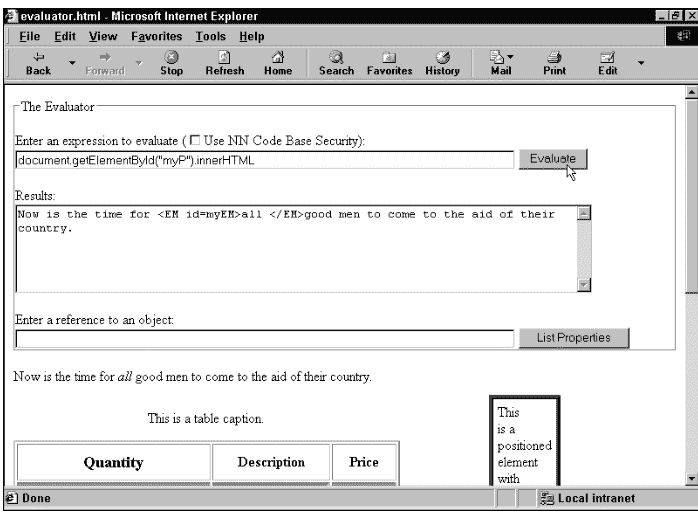 evaluator.html - Microsoft Internet Explorer
File Edit View Favorites Tools Help
Back Forward Stop Refresh Home Search Favorites History Mail Print Edit
The Evaluator
Enter an expression to evaluate ( Use NN Code Base Security):
document.getElementById("myP").innerHTML
Evaluate
Results:
Now is the time for <EM id=myEM>all </EM>good men to come to the aid of their
country.
Enter a reference to an object:
List Properties
Now is the time for all good men to come to the aid of their country.
This is a table caption.
Quantity Description Price
This
is a
positioned
element
with
Done Local intranet